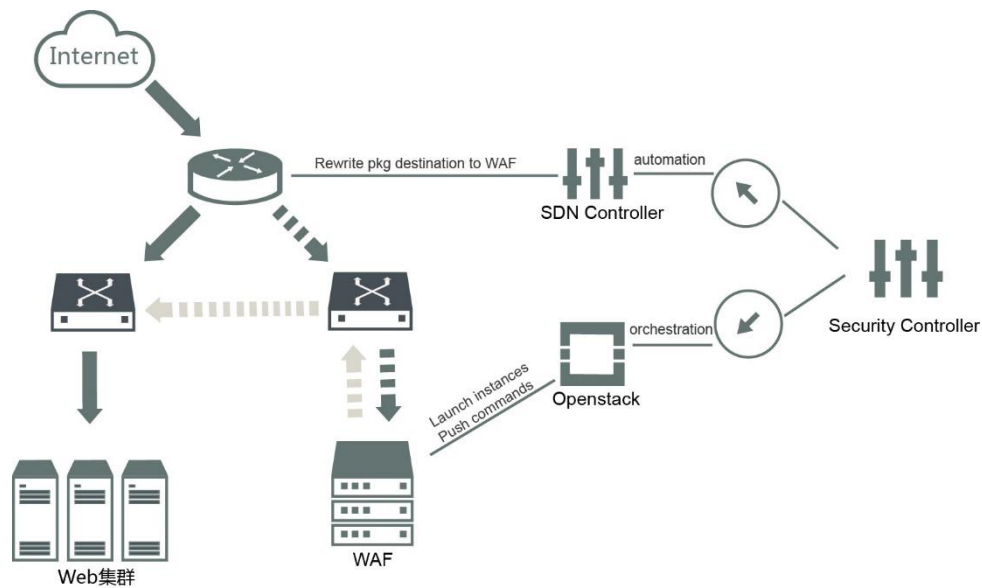 Internet
Rewrite pkg destination to WAF
automation
SDN Controller
Security Controller
orchestration
Openstack
Launch instances
Push commands
WAF
Web集群